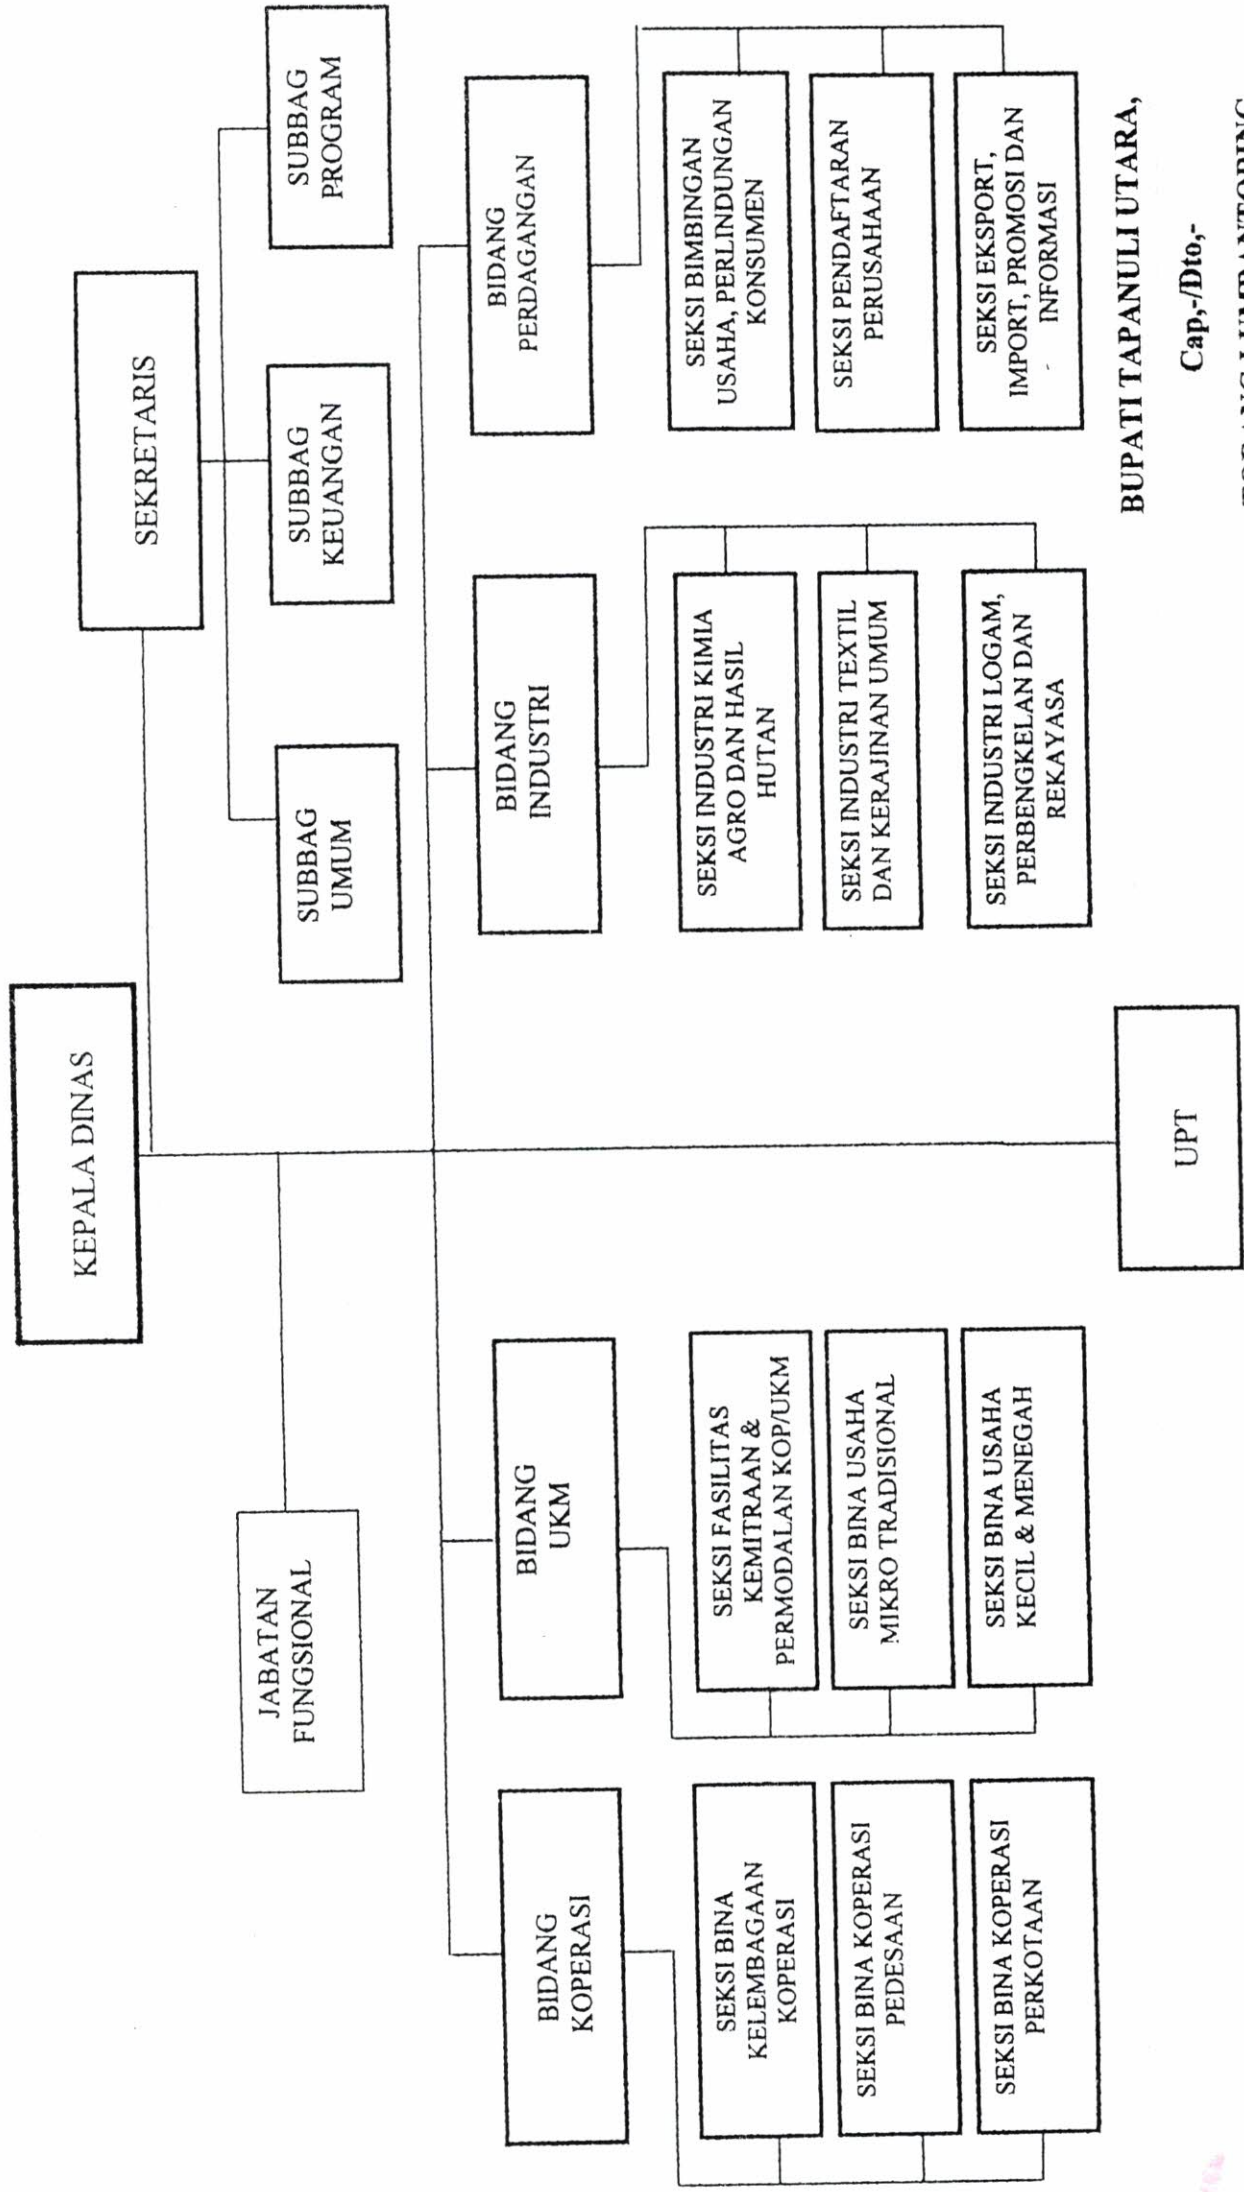 KEPALA DINAS
SEKRETARIS
JABATAN
FUNGSIONAL
SUBBAG
UMUM
SUBBAG
KEUANGAN
SUBBAG
PROGRAM
BIDANG
KOPERASI
SEKSI BINA
KELEMBAGAAN
KOPERASI
SEKSI BINA KOPERASI
PEDESAAN
SEKSI BINA KOPERASI
PERKOTAAN
BIDANG
UKM
SEKSI FASILITAS
KEMITRAAN &
PERMODALAN KOP/UKM
SEKSI BINA USAHA
MIKRO TRADISIONAL
SEKSI BINA USAHA
KECIL & MENEGAH
BIDANG
INDUSTRI
SEKSI INDUSTRI KIMIA
AGRO DAN HASIL
HUTAN
SEKSI INDUSTRI TEXTIL
DAN KERAJINAN UMUM
SEKSI INDUSTRI LOGAM,
PERBENGKELAN DAN
REKAYASA
BIDANG
PERDAGANGAN
SEKSI BIMBINGAN
USAHA, PERLINDUNGAN
KONSUMEN
SEKSI PENDAFTARAN
PERUSAHAAN
SEKSI EKSPORT,
IMPORT, PROMOSI DAN
INFORMASI
UPT
BUPATI TAPANULI UTARA,
Cap,-/Dto,-